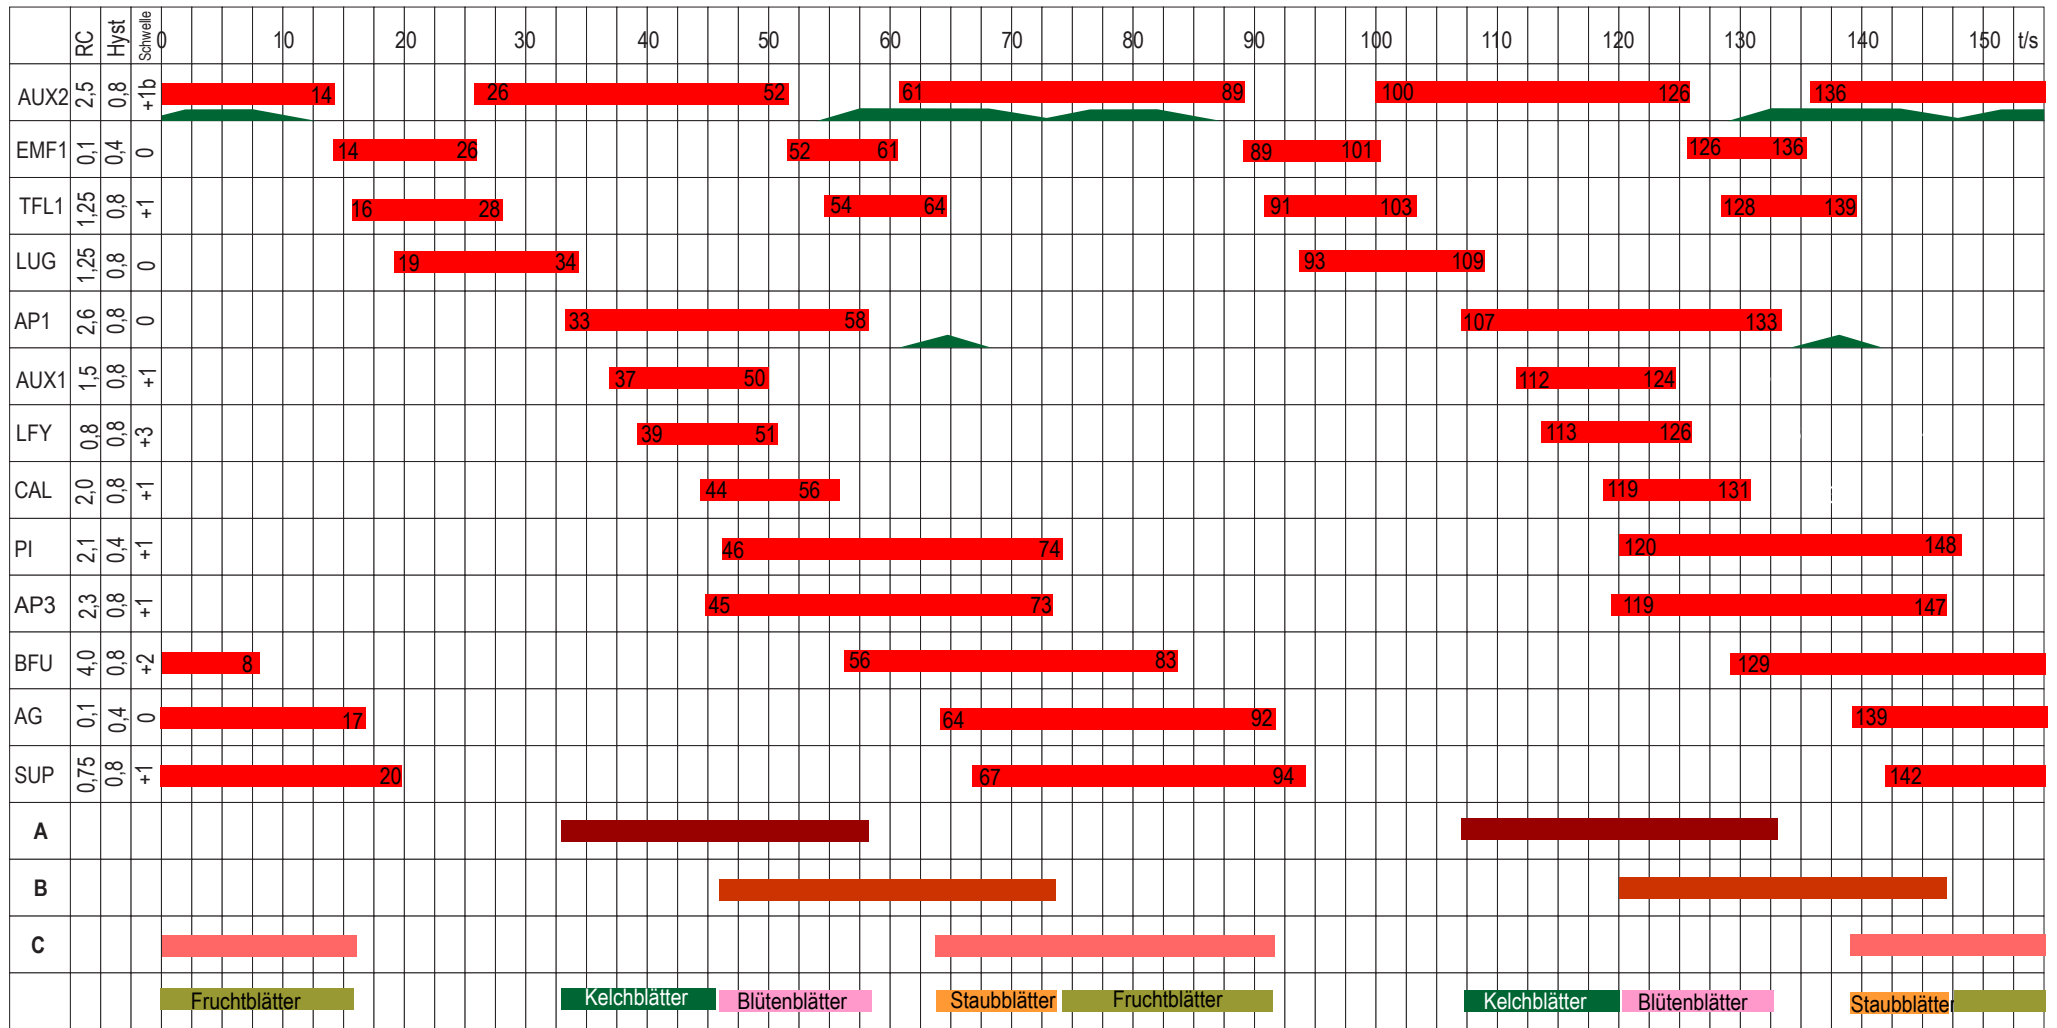 RC Hyst Schwelle 0 10 20 30 40 50 60 70 80 90 100 110 120 130 140 150 t/s
AUX2 2,5 0,8 +1b 14 26 52 61 89 100 126 136
EMF1 0,1 0,4 0 14 26 52 61 89 101 126 136
TFL1 1,25 0,8 +1 16 28 54 64 91 103 128 139
LUG 1,25 0,8 0 19 34 93 109
AP1 2,6 0,8 0 33 58 107 133
AUX1 1,5 0,8 +1 37 50 112 124
LFY 0,8 0,8 +3 39 51 113 126
CAL 2,0 0,8 +1 44 56 119 131
PI 2,1 0,4 +1 46 74 120 148
AP3 2,3 0,8 +1 45 73 119 147
BFU 4,0 0,8 +2 8 56 83 129
AG 0,1 0,4 0 17 64 92 139
SUP 0,75 0,8 +1 20 67 94 142
A
B
C
Fruchtblätter Kelchblätter Blütenblätter Staubblätter Fruchtblätter Kelchblätter Blütenblätter Staubblätter